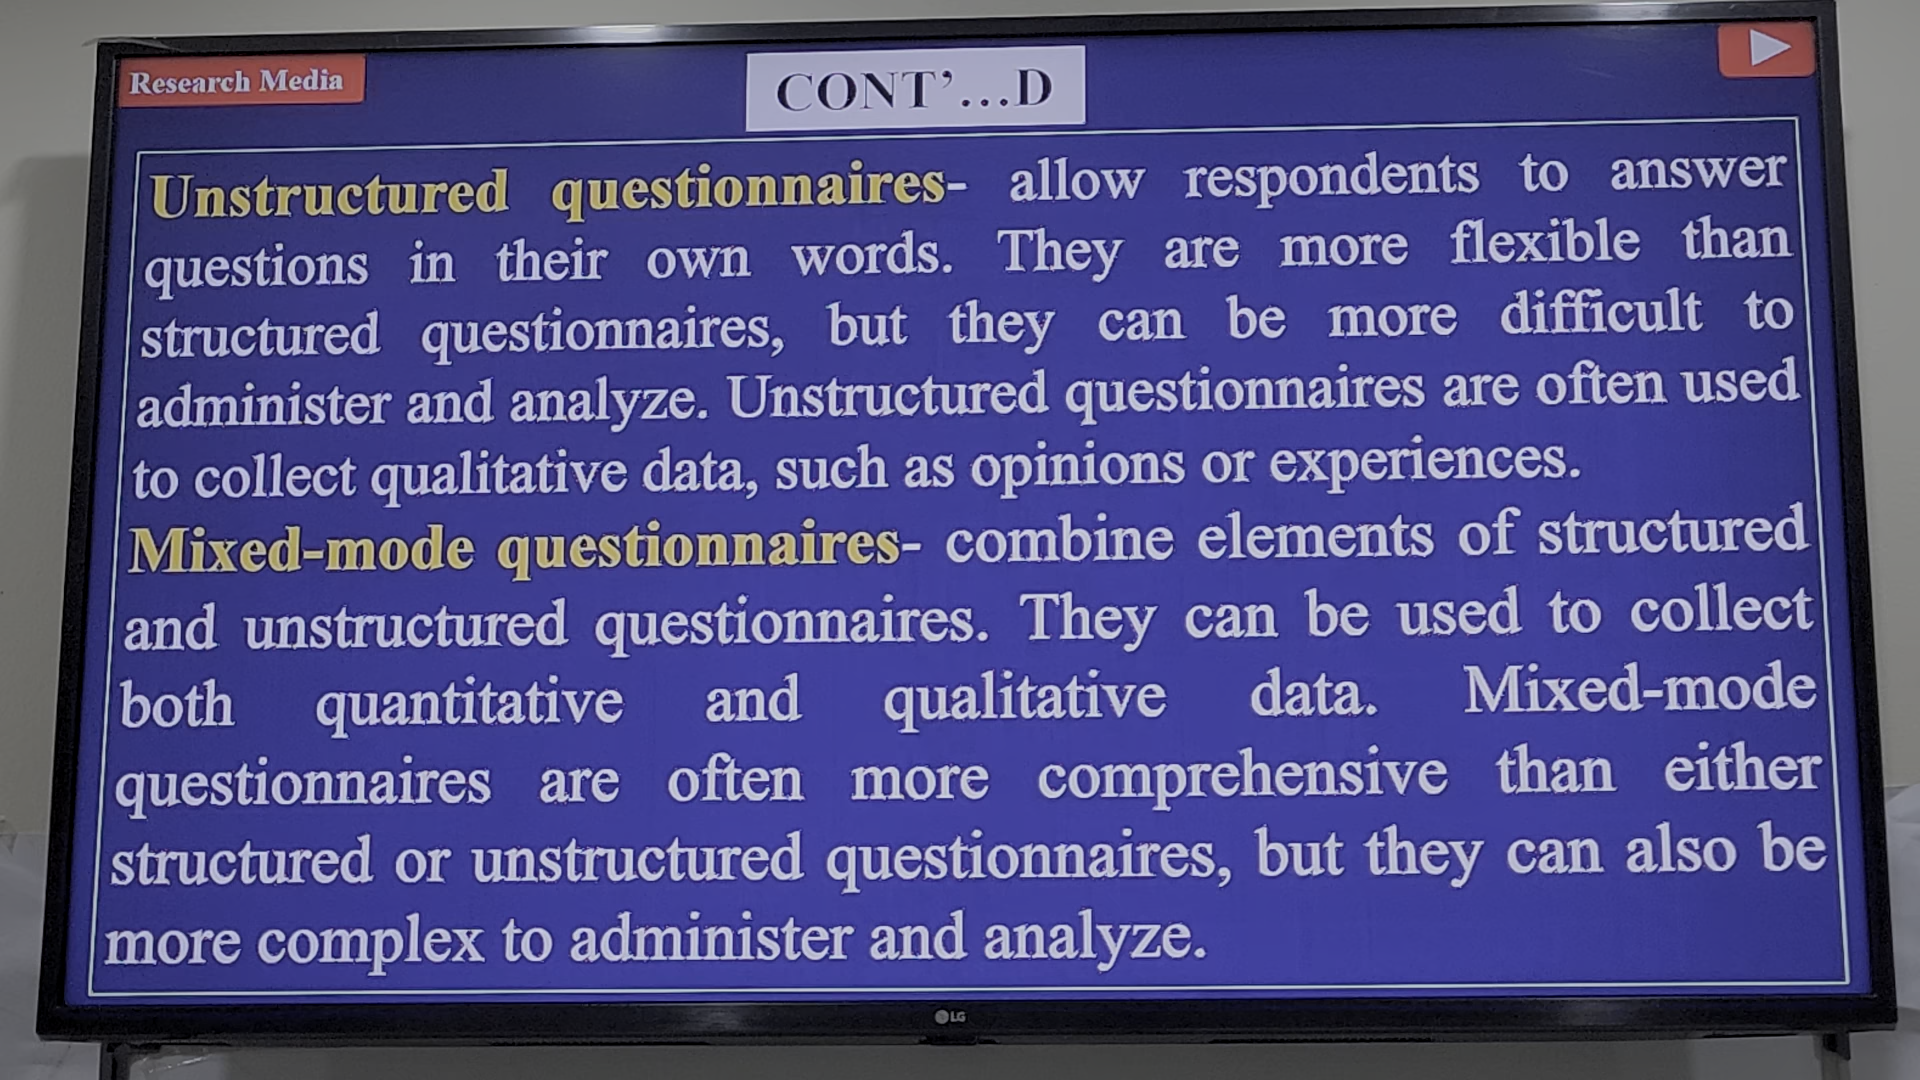 Research Media
CONT’...D
Unstructured questionnaires- allow respondents to answer
questions in their own words. They are more flexible than
structured questionnaires, but they can be more difficult to
administer and analyze. Unstructured questionnaires are often used
to collect qualitative data, such as opinions or experiences.
Mixed-mode questionnaires- combine elements of structured
and unstructured questionnaires. They can be used to collect
both quantitative and qualitative data. Mixed-mode
questionnaires are often more comprehensive than either
structured or unstructured questionnaires, but they can also be
more complex to administer and analyze.
LG